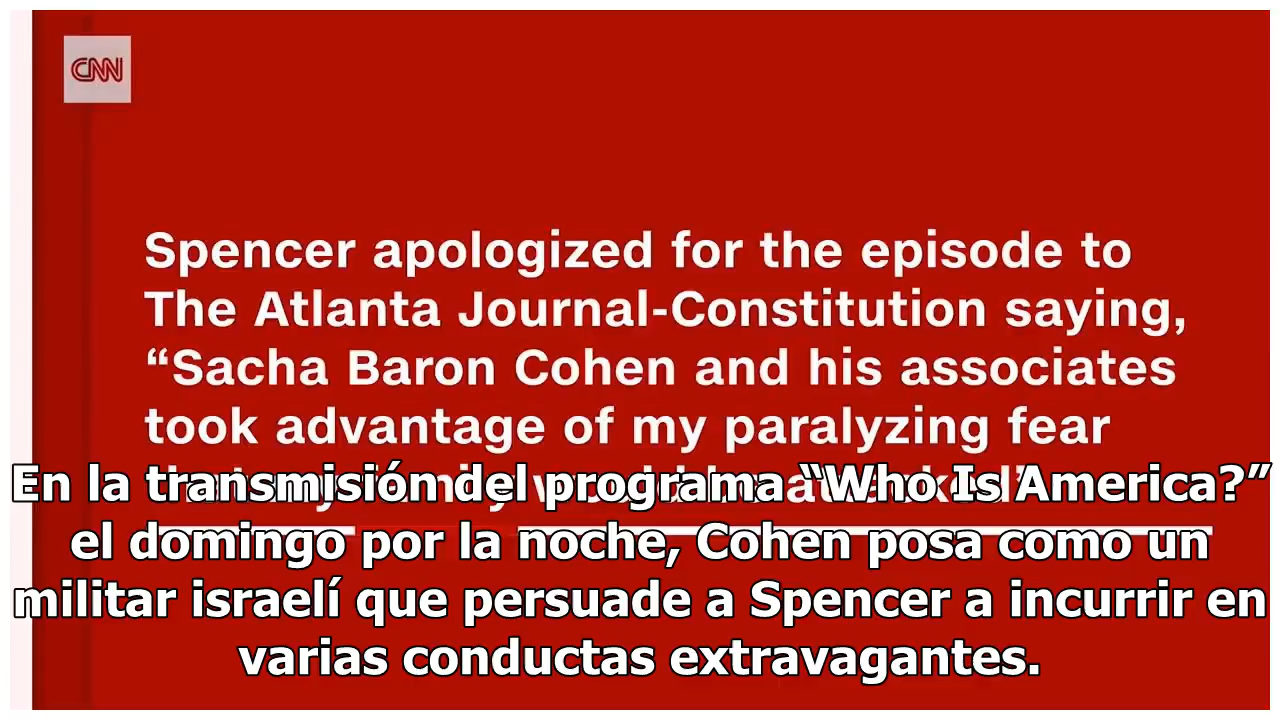 CNN
Spencer apologized for the episode to
The Atlanta Journal-Constitution saying,
“Sacha Baron Cohen and his associates
took advantage of my paralyzing fear
En la transmisión del programa “Who Is America?”
el domingo por la noche, Cohen posa como un
militar israelí que persuade a Spencer a incurrir en
varias conductas extravagantes.